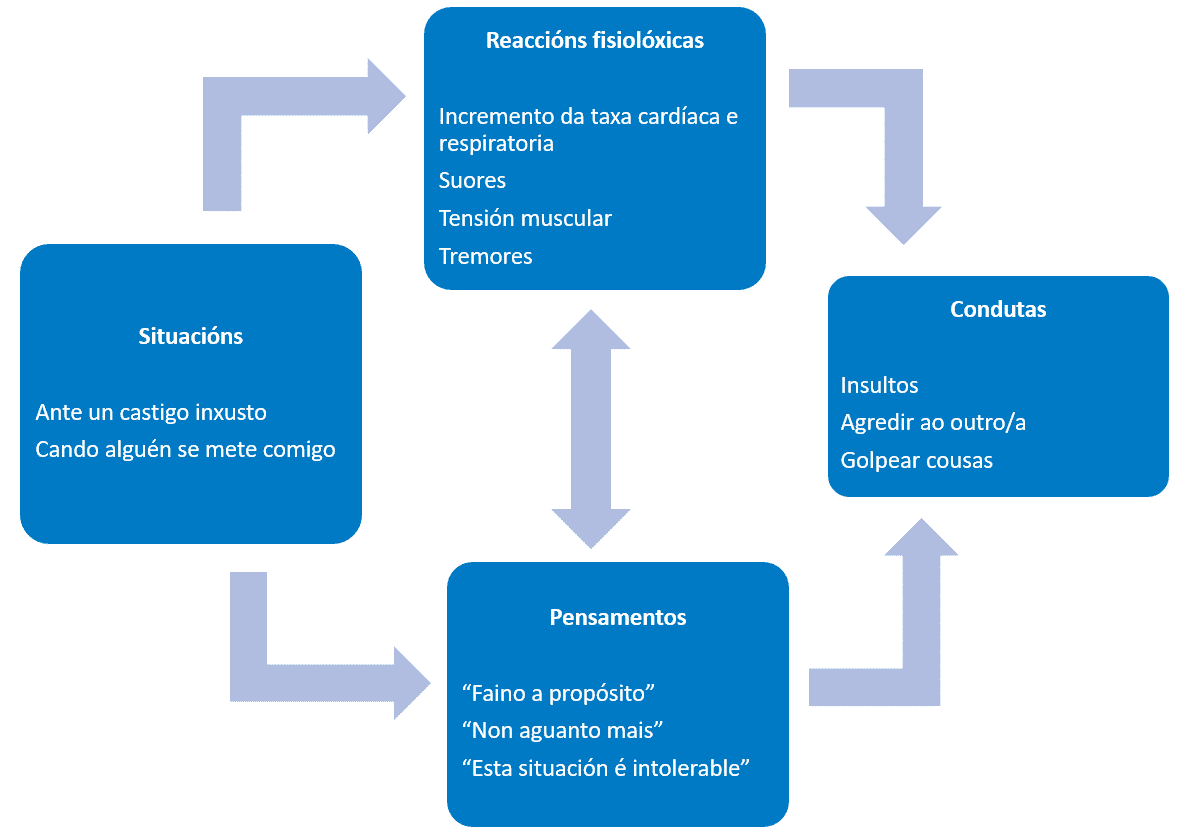 Reaccións fisiolóxicas
Incremento da taxa cardíaca e
respiratoria
Suores
Tensión muscular
Tremores
Situacións
Ante un castigo inxusto
Cando alguén se mete comigo
Condutas
Insultos
Agredir ao outro/a
Golpear cousas
Pensamentos
“Faino a propósito”
“Non aguanto mais”
“Esta situación é intolerable”